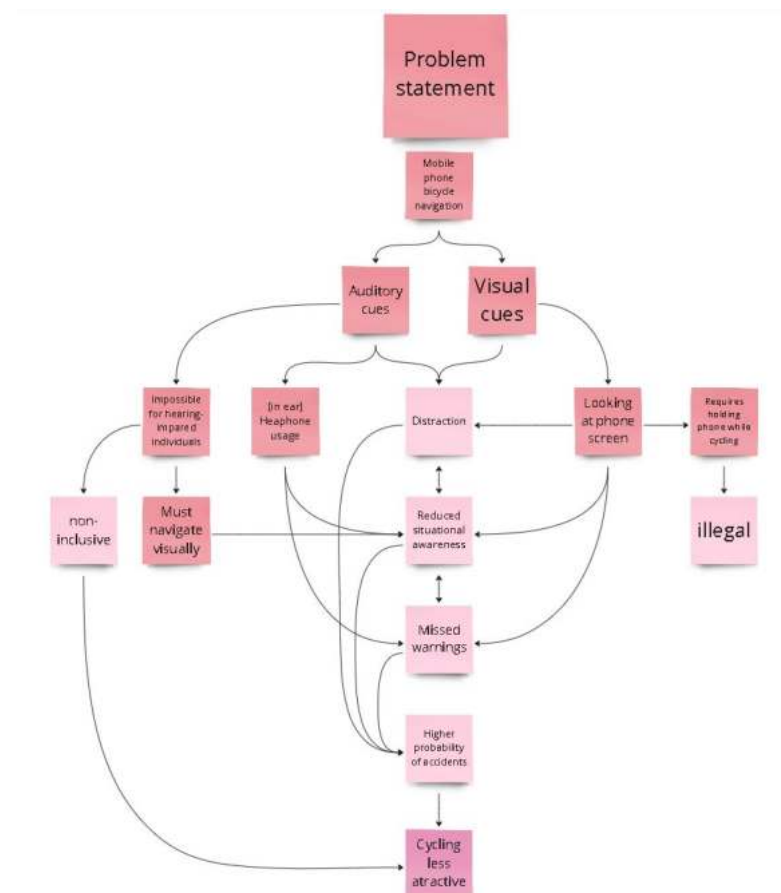 Problem
statement
Mobile
phone
bicycle
navigation
Auditory
cues
Visual
cues
Impossible
for hearing-
impared
individuals
(in ear)
Heaphone
usage
Distraction
Looking
at phone
screen
Requires
holding
phone while
cycling
non-
inclusive
Must
navigate
visually
Reduced
situational
awareness
illegal
Missed
warnings
Higher
probability
of accidents
Cycling
less
atractive